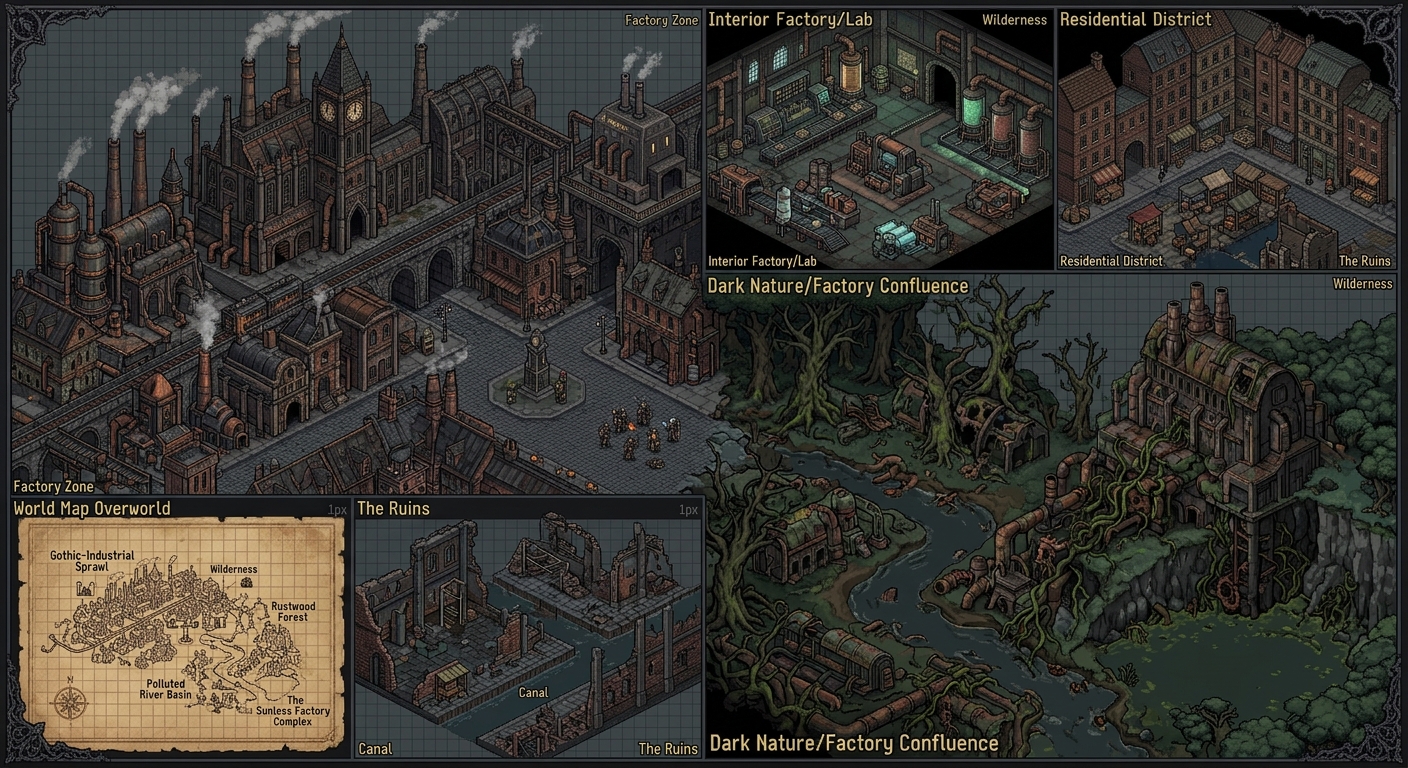 Factory Zone
Interior Factory/Lab
Wilderness
Residential District
Interior Factory/Lab
Residential District
The Ruins
Dark Nature/Factory Confluence
Wilderness
Factory Zone
World Map Overworld
1px
The Ruins
1px
Gothic-Industrial
Sprawl
Wilderness
Rustwood
Forest
Polluted
River Basin
The
Sunless Factory
Complex
N
Canal
Canal
The Ruins
Dark Nature/Factory Confluence